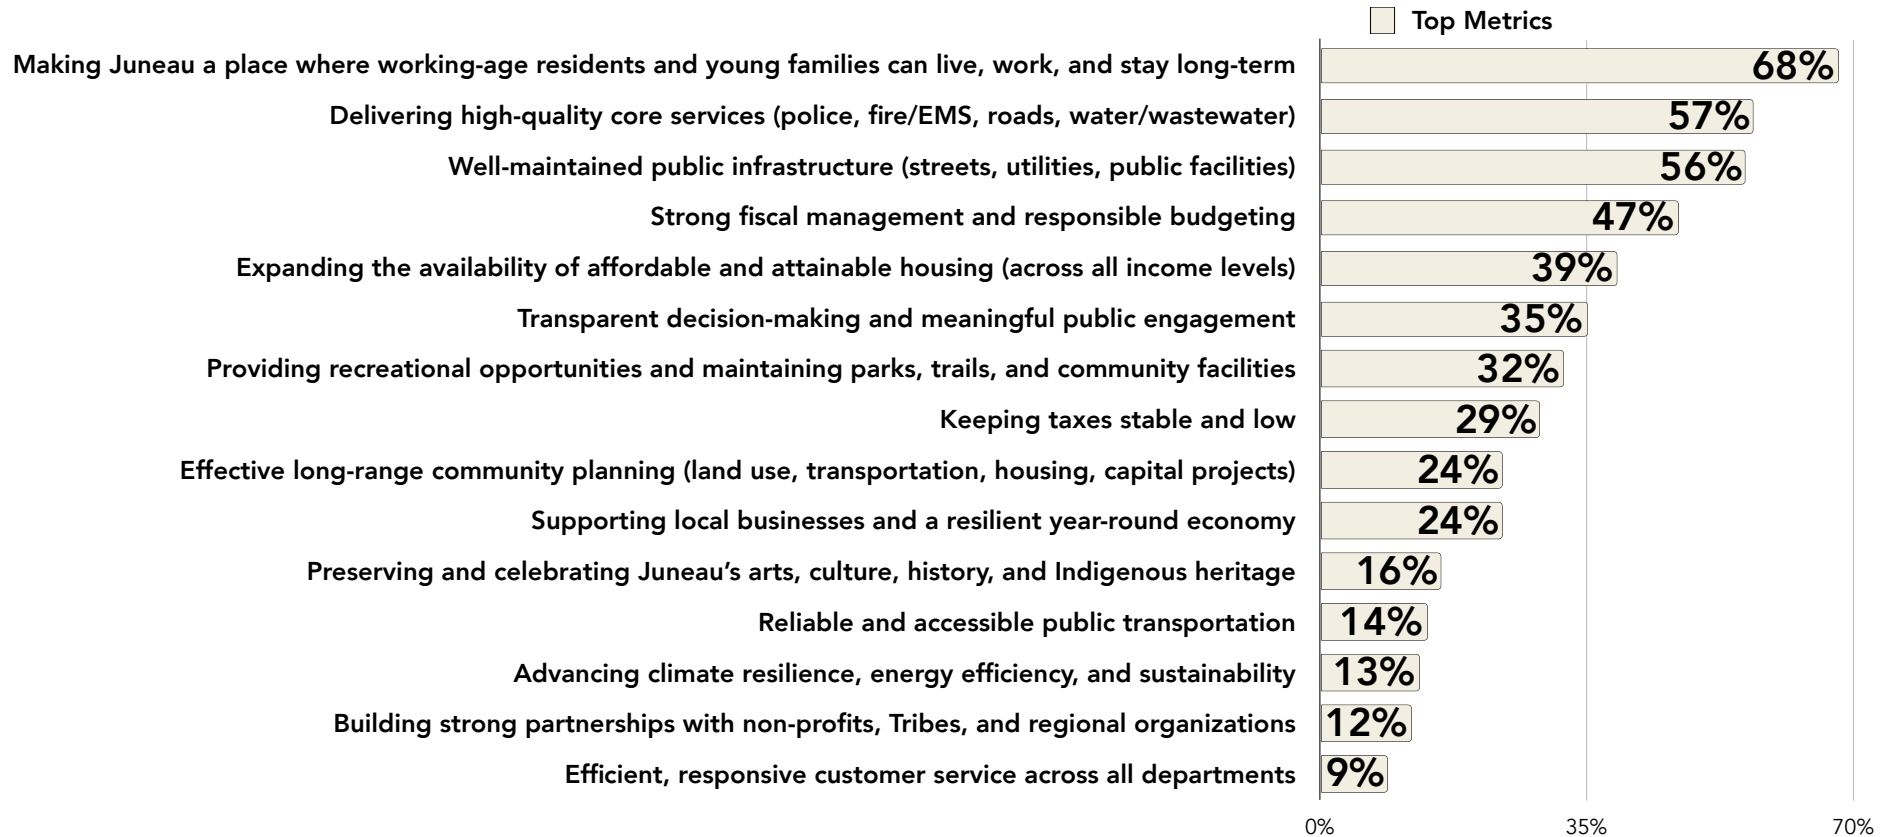 Top Metrics
Making Juneau a place where working-age residents and young families can live, work, and stay long-term 68%
Delivering high-quality core services (police, fire/EMS, roads, water/wastewater) 57%
Well-maintained public infrastructure (streets, utilities, public facilities) 56%
Strong fiscal management and responsible budgeting 47%
Expanding the availability of affordable and attainable housing (across all income levels) 39%
Transparent decision-making and meaningful public engagement 35%
Providing recreational opportunities and maintaining parks, trails, and community facilities 32%
Keeping taxes stable and low 29%
Effective long-range community planning (land use, transportation, housing, capital projects) 24%
Supporting local businesses and a resilient year-round economy 24%
Preserving and celebrating Juneau’s arts, culture, history, and Indigenous heritage 16%
Reliable and accessible public transportation 14%
Advancing climate resilience, energy efficiency, and sustainability 13%
Building strong partnerships with non-profits, Tribes, and regional organizations 12%
Efficient, responsive customer service across all departments 9%
0% 35% 70%